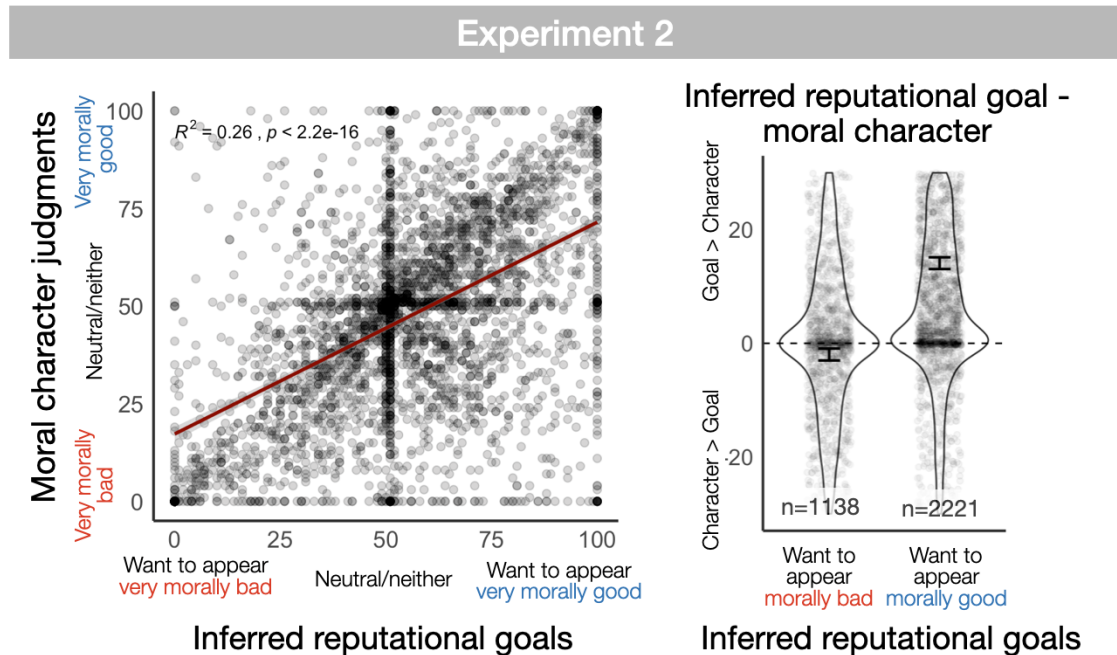 Experiment 2
Moral character judgments
Very morally
good
Neutral/neither
Very morally
bad
100
75
50
25
0
R² = 0.26 , p < 2.2e-16
0
25
50
75
100
Want to appear
very morally bad
Neutral/neither
Want to appear
very morally good
Inferred reputational goals
Inferred reputational goal -
moral character
Goal > Character
Character > Goal
20
0
-20
n=1138
n=2221
Want to
appear
morally bad
Want to
appear
morally good
Inferred reputational goals